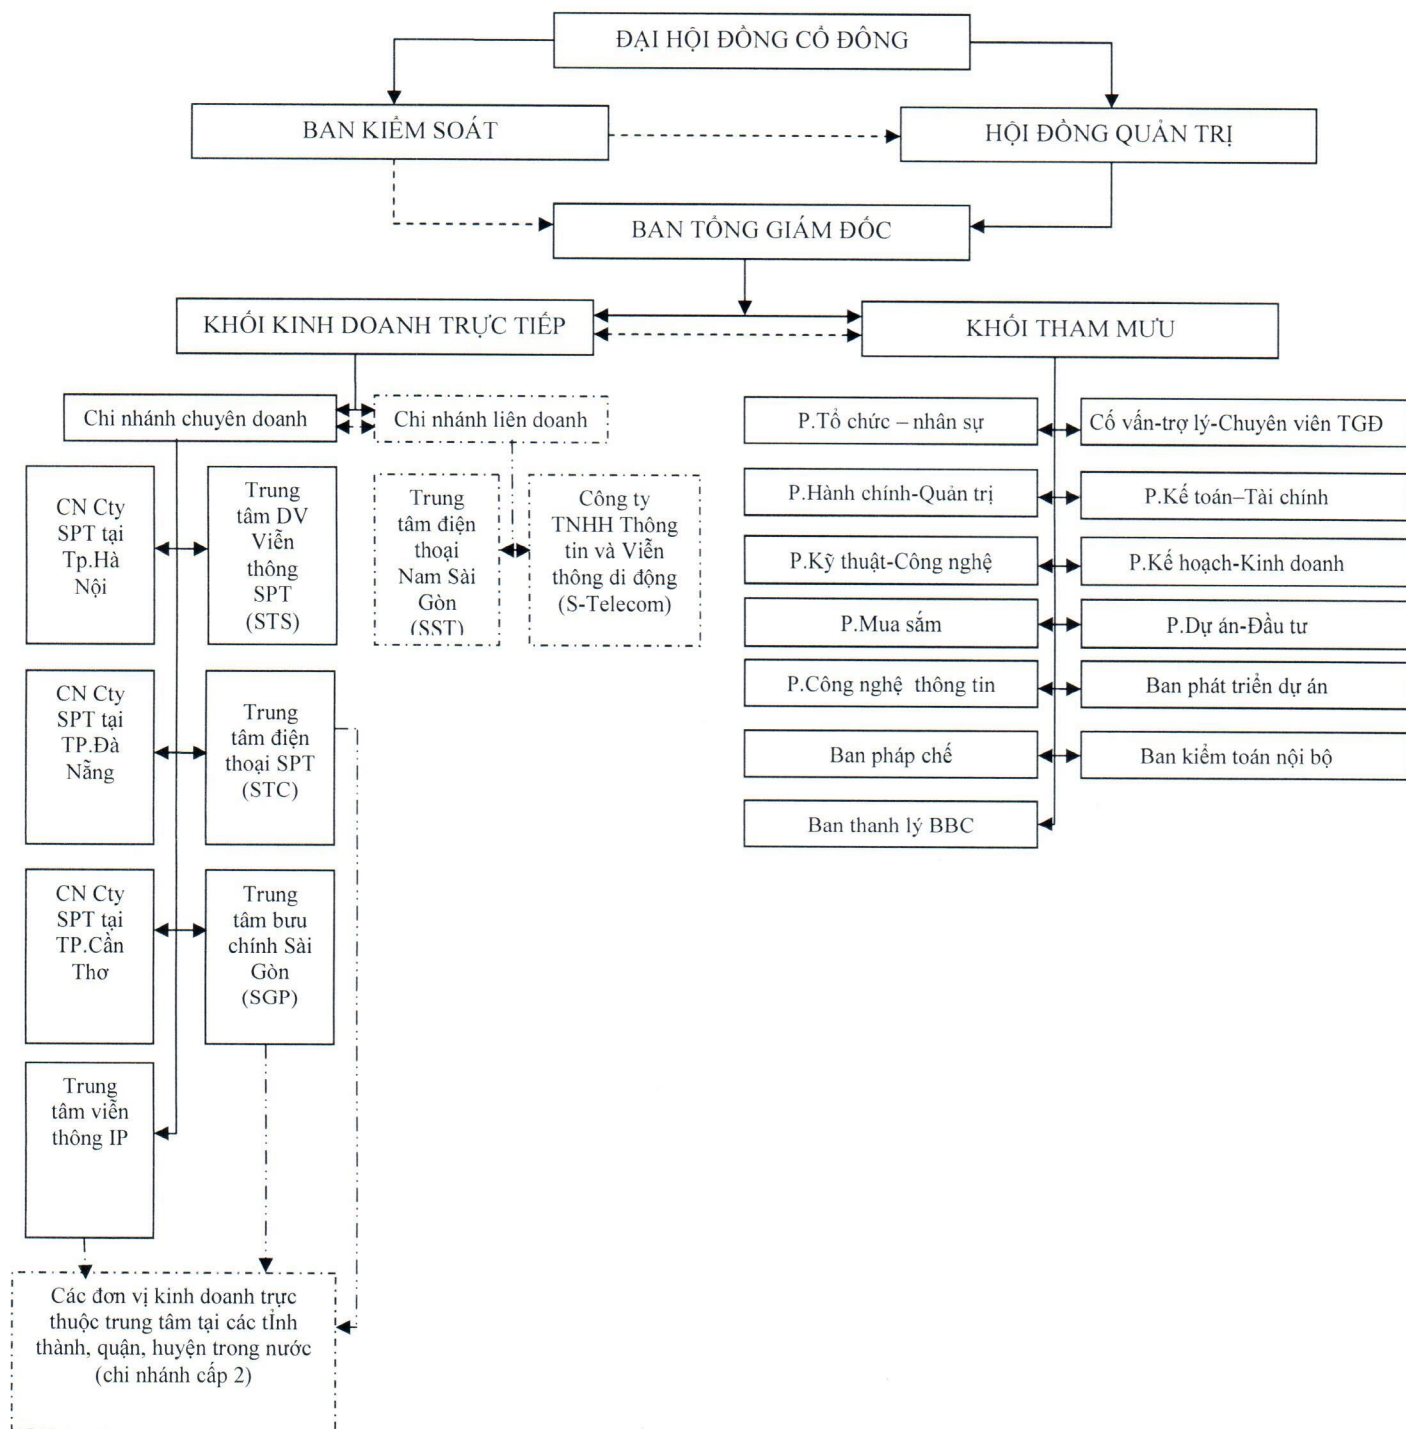 ĐẠI HỘI ĐỒNG CỔ ĐÔNG
BAN KIỂM SOÁT
HỘI ĐỒNG QUẢN TRỊ
BAN TỔNG GIÁM ĐỐC
KHỐI KINH DOANH TRỰC TIẾP
KHỐI THAM MƯU
Chi nhánh chuyên doanh
Chi nhánh liên doanh
CN Cty
SPT tại
Tp.Hà
Nội
Trung
tâm DV
Viễn
thông
SPT
(STS)
Trung
tâm điện
thoại
Nam Sài
Gòn
(SST)
Công ty
TNHH Thông
tin và Viễn
thông di động
(S-Telecom)
CN Cty
SPT tại
TP.Đà
Nẵng
Trung
tâm điện
thoại SPT
(STC)
CN Cty
SPT tại
TP.Cần
Thơ
Trung
tâm bưu
chính Sài
Gòn
(SGP)
Trung
tâm viễn
thông IP
Các đơn vị kinh doanh trực
thuộc trung tâm tại các tỈnh
thành, quận, huyện trong nước
(chi nhánh cấp 2)
P.Tổ chức – nhân sự
Cố vấn-trợ lý-Chuyên viên TGĐ
P.Hành chính-Quản trị
P.Kế toán–Tài chính
P.Kỹ thuật-Công nghệ
P.Kế hoạch-Kinh doanh
P.Mua sắm
P.Dự án-Đầu tư
P.Công nghệ thông tin
Ban phát triển dự án
Ban pháp chế
Ban kiểm toán nội bộ
Ban thanh lý BBC